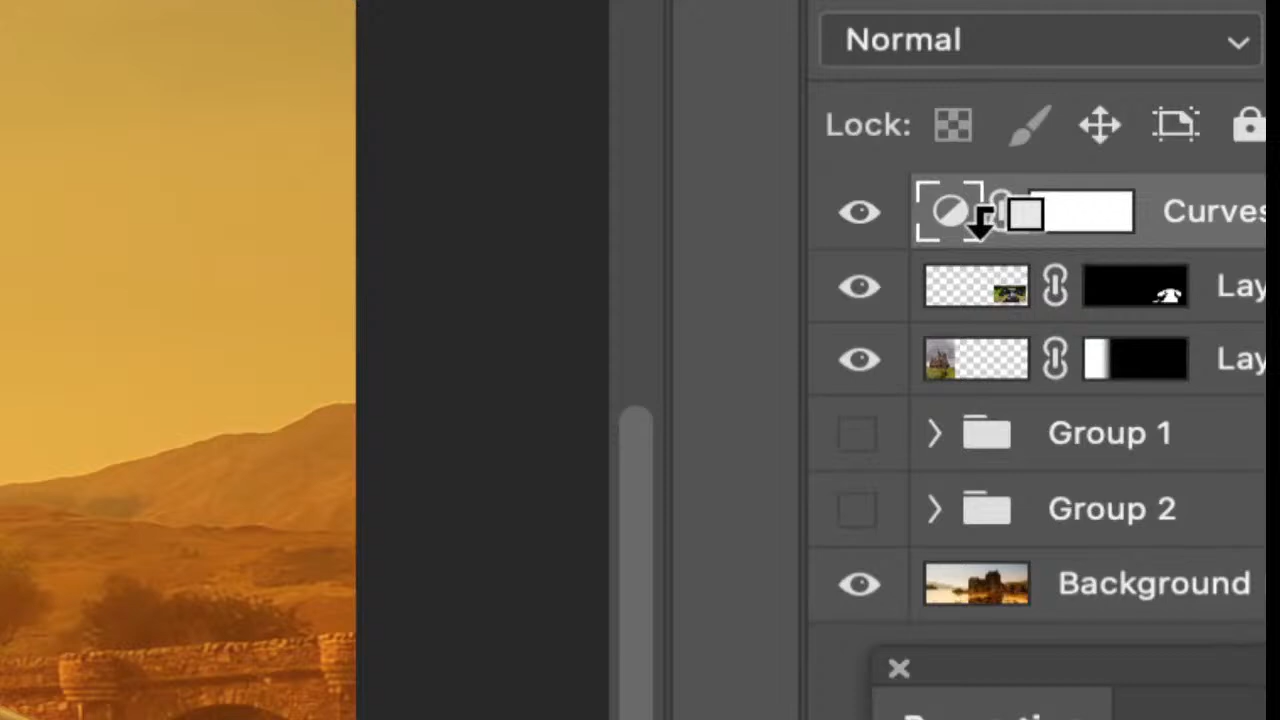 Normal
Lock:
Curves
Lay
Lay
Group 1
Group 2
Background